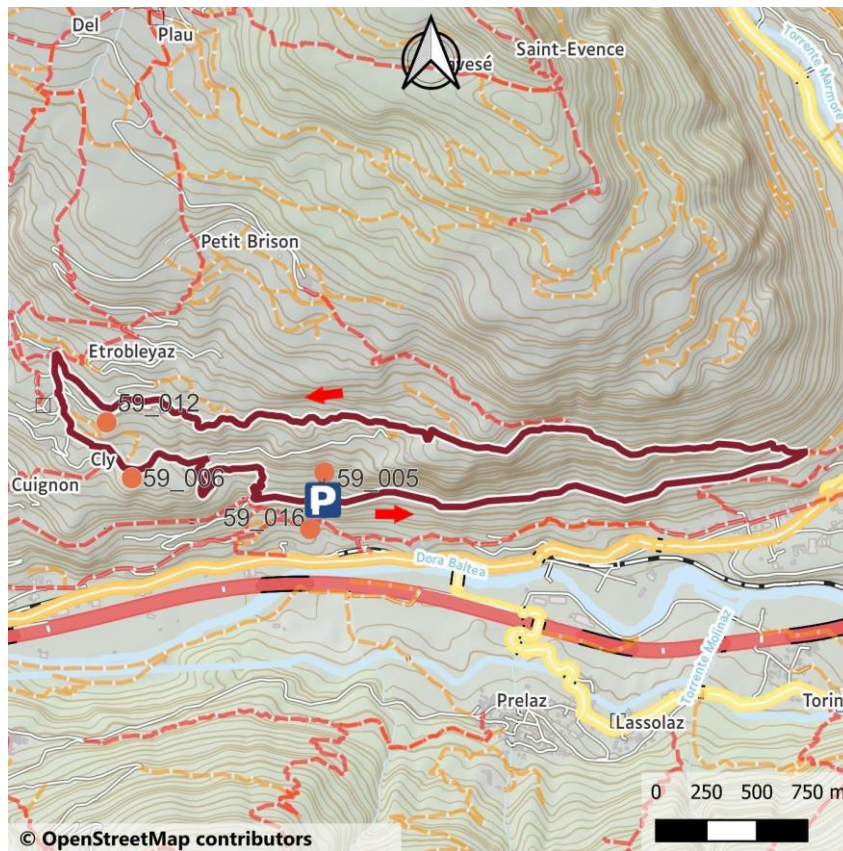 Del
Plau
Saint-Evence
Torrente Marmore
Petit Brison
Etrobleyaz
59_012
Cly
59_006
59_005
Cuignon
P
59_016
Dora Baltea
Torrente Molinaz
Prelaz
Lassolaz
Torin
0 250 500 750 m
© OpenStreetMap contributors